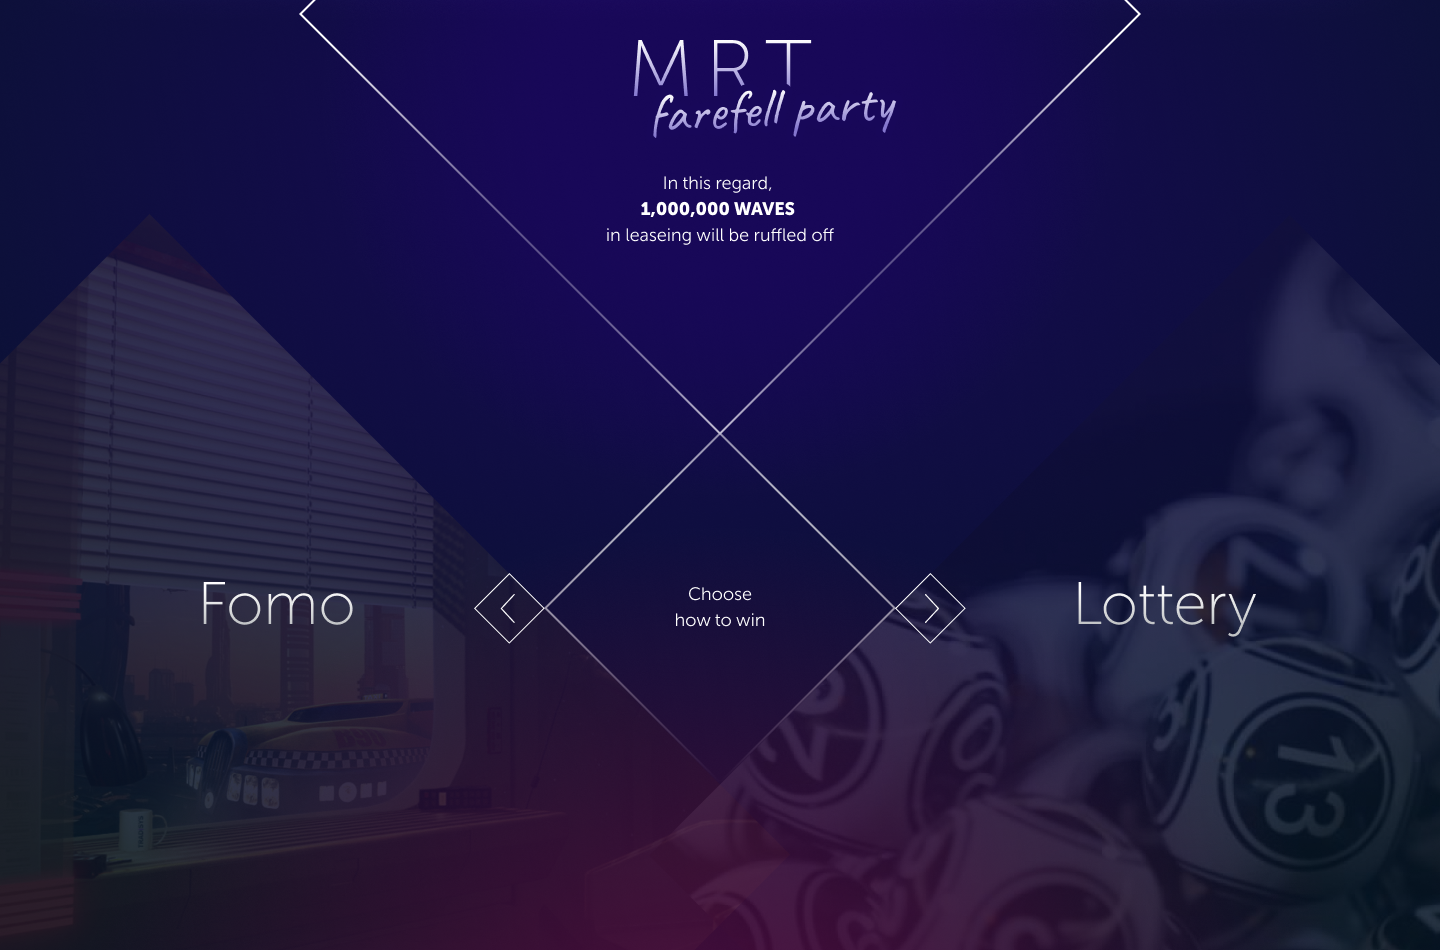 MRT
farefell party
In this regard,
1,000,000 WAVES
in leaseing will be ruffled off
Fomo
Choose
how to win
Lottery
13